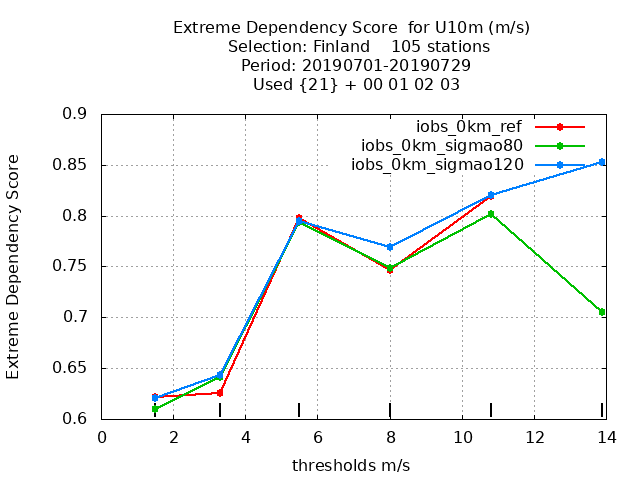 Extreme Dependency Score  for U10m (m/s)
Selection: Finland    105 stations
Period: 20190701-20190729
Used {21} + 00 01 02 03
iobs_0km_ref
iobs_0km_sigmao80
iobs_0km_sigmao120
Extreme Dependency Score
0.9
0.85
0.8
0.75
0.7
0.65
0.6
0 2 4 6 8 10 12 14
thresholds m/s